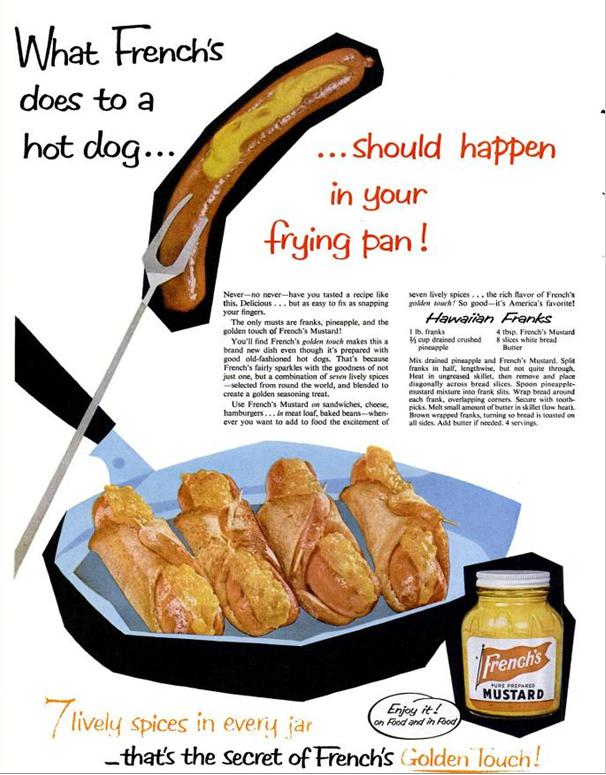 What French's
does to a
hot dog...
...should happen
in your
frying pan!
Never—no never—have you tasted a recipe like
this. Delicious . . . but as easy to fix as snapping
your fingers.
The only musts are franks, pineapple, and the
golden touch of French's Mustard!
You'll find French's golden touch makes this a
brand new dish even though it's prepared with
good old-fashioned hot dogs. That's because
French's fairly sparkles with the goodness of not
just one, but a combination of seven lively spices
—selected from round the world, and blended to
create a golden seasoning treat.
Use French's Mustard on sandwiches, cheese,
hamburgers . . . in meat loaf, baked beans—when-
ever you want to add to food the excitement of
seven lively spices . . . the rich flavor of French's
golden touch! So good—it's America's favorite!
Hawaiian Franks
1 lb. franks
⅔ cup drained crushed
pineapple
4 tbsp. French's Mustard
8 slices white bread
Butter
Mix drained pineapple and French's Mustard. Split
franks in half, lengthwise, but not quite through.
Heat in ungreased skillet, then remove and place
diagonally across bread slices. Spoon pineapple-
mustard mixture into frank slits. Wrap bread around
each frank, overlapping corners. Secure with tooth-
picks. Melt small amount of butter in skillet (low heat).
Brown wrapped franks, turning so bread is toasted on
all sides. Add butter if needed. 4 servings.
French's
PURE PREPARED
MUSTARD
Enjoy it!
on Food and in Food
7 lively spices in every jar
—that's the secret of French's Golden Touch!